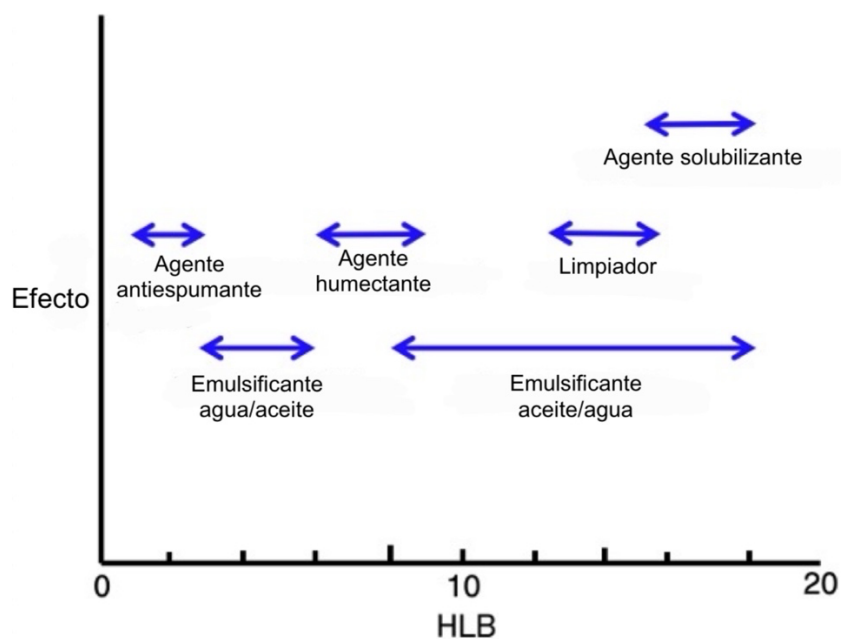 Agente solubilizante
Agente
antiespumante
Agente
humectante
Limpiador
Efecto
Emulsificante
agua/aceite
Emulsificante
aceite/agua
0
10
20
HLB